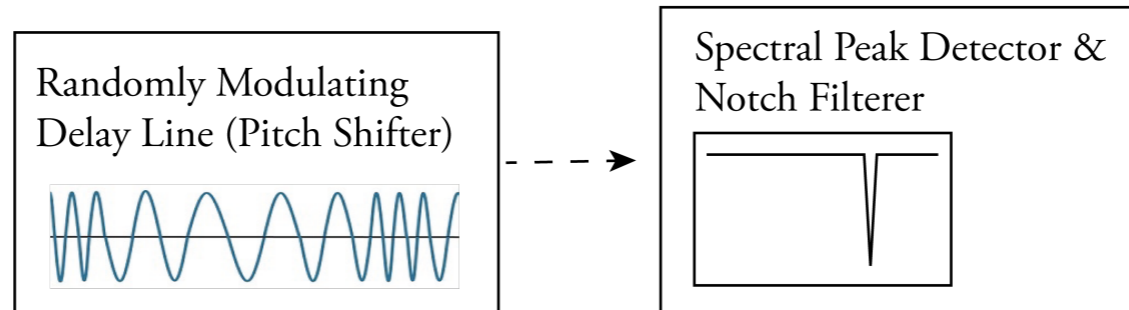 Randomly Modulating
Delay Line (Pitch Shifter)
Spectral Peak Detector &
Notch Filterer